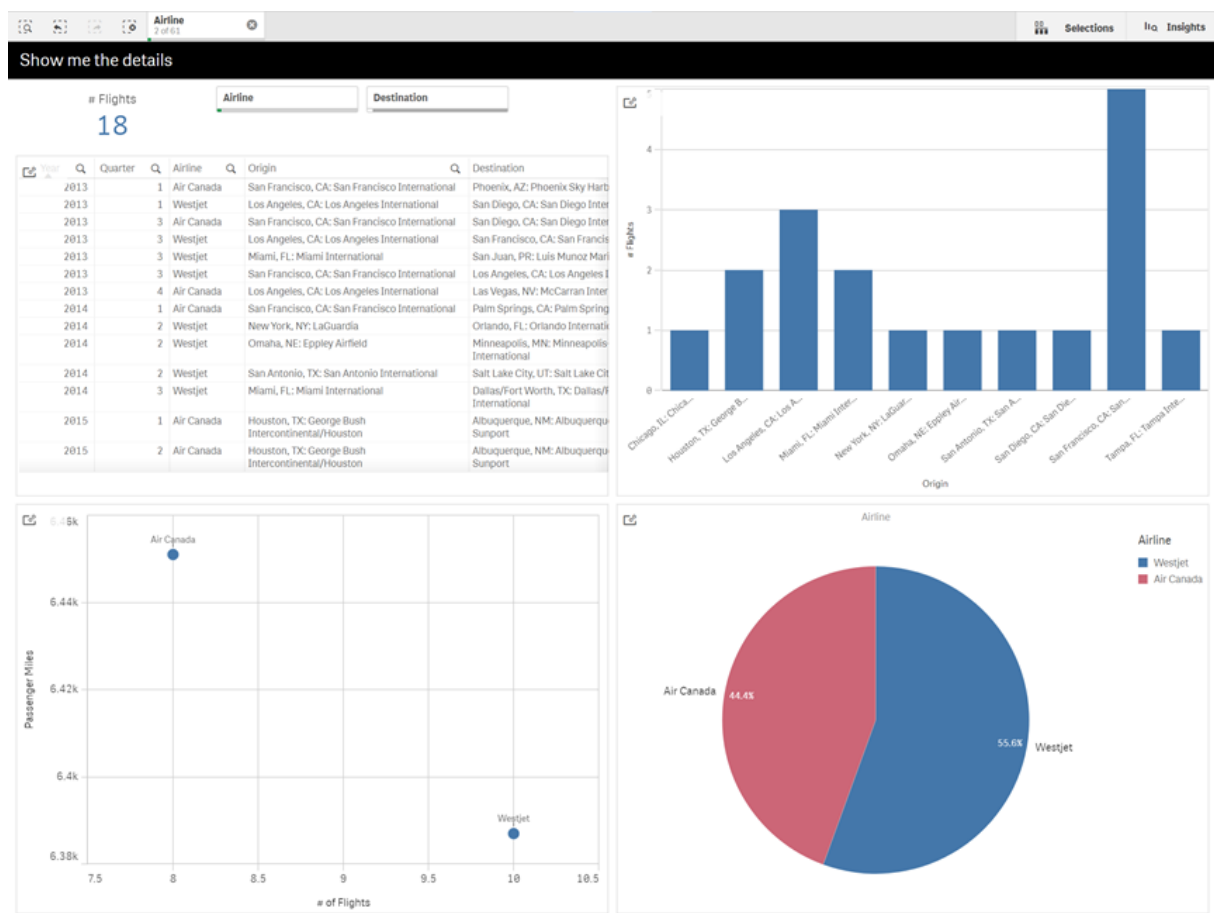 Airline
2 of 61
Selections
Insights
Show me the details
# Flights
18
Airline
Destination
Year Quarter Airline Origin Destination
2013 1 Air Canada San Francisco, CA: San Francisco International Phoenix, AZ: Phoenix Sky Harb
2013 1 Westjet Los Angeles, CA: Los Angeles International San Diego, CA: San Diego Inter
2013 3 Air Canada San Francisco, CA: San Francisco International San Diego, CA: San Diego Inter
2013 3 Westjet Los Angeles, CA: Los Angeles International San Francisco, CA: San Francis
2013 3 Westjet Miami, FL: Miami International San Juan, PR: Luis Munoz Mari
2013 3 Westjet San Francisco, CA: San Francisco International Los Angeles, CA: Los Angeles I
2013 4 Air Canada Los Angeles, CA: Los Angeles International Las Vegas, NV: McCarran Inter
2014 1 Air Canada San Francisco, CA: San Francisco International Palm Springs, CA: Palm Spring
2014 2 Westjet New York, NY: LaGuardia Orlando, FL: Orlando Internatio
2014 2 Westjet Omaha, NE: Eppley Airfield Minneapolis, MN: Minneapolis-
International
2014 2 Westjet San Antonio, TX: San Antonio International Salt Lake City, UT: Salt Lake Cit
2014 3 Westjet Miami, FL: Miami International Dallas/Fort Worth, TX: Dallas/F
International
2015 1 Air Canada Houston, TX: George Bush Albuquerque, NM: Albuquerqu
Intercontinental/Houston Sunport
2015 2 Air Canada Houston, TX: George Bush Albuquerque, NM: Albuquerqu
Intercontinental/Houston Sunport
5
4
3
2
1
0
# Flights
Chicago, IL: Chica...
Houston, TX: George B...
Los Angeles, CA: Los A...
Miami, FL: Miami Inter...
New York, NY: LaGuar...
Omaha, NE: Eppley Air...
San Antonio, TX: San A...
San Diego, CA: San Die...
San Francisco, CA: San...
Tampa, FL: Tampa Inte...
Origin
6.46k
6.44k
6.42k
6.4k
6.38k
Passenger Miles
Air Canada
Westjet
7.5 8 8.5 9 9.5 10 10.5
# of Flights
Airline
Airline
Westjet
Air Canada
Air Canada 44.4%
55.6% Westjet